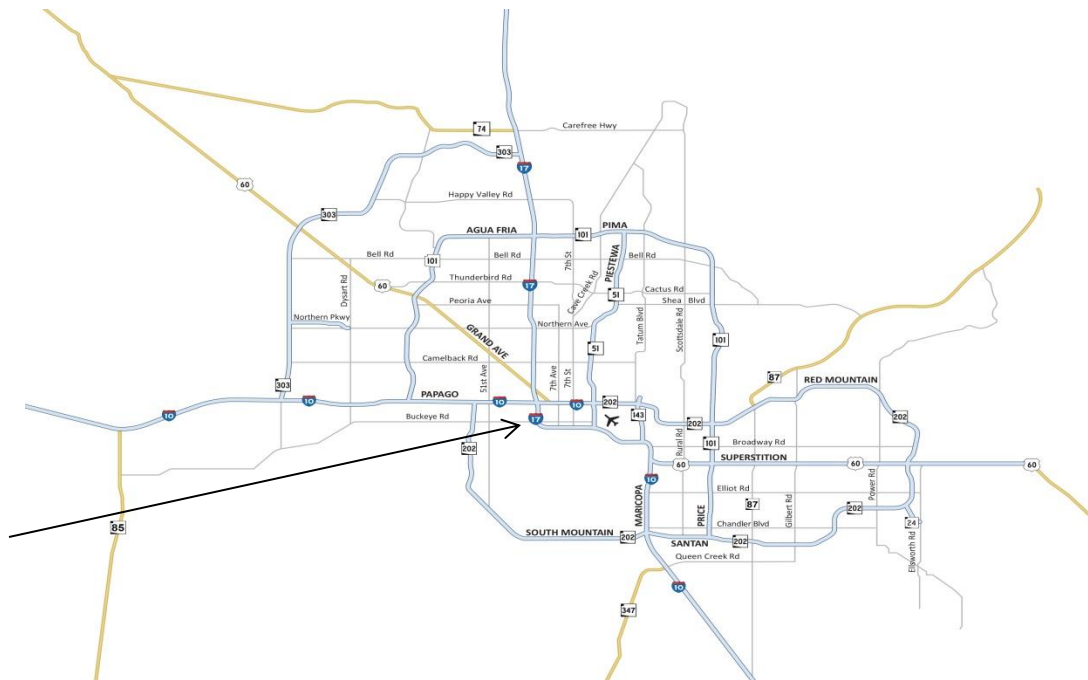 Carefree Hwy
74
303
17
60
Happy Valley Rd
303
AGUA FRIA
101
PIMA
7th St
Bell Rd
101
Bell Rd
PIESTEWA
Bell Rd
Dysart Rd
60
Thunderbird Rd
17
Cave Creek Rd
51
Cactus Rd
Shea Blvd
Peoria Ave
Northern Pkwy
GRAND AVE
Northern Ave
Tatum Blvd
Scottsdale Rd
101
51
Camelback Rd
51st Ave
7th Ave
7th St
303
87
RED MOUNTAIN
PAPAGO
10
10
10
10
202
202
Buckeye Rd
17
143
202
202
Rural Rd
101
Broadway Rd
60
SUPERSTITION
60
60
10
Elliot Rd
Power Rd
MARICOPA
PRICE
87
Gilbert Rd
202
85
SOUTH MOUNTAIN
202
Chandler Blvd
24
SANTAN
202
Ellsworth Rd
Queen Creek Rd
10
347